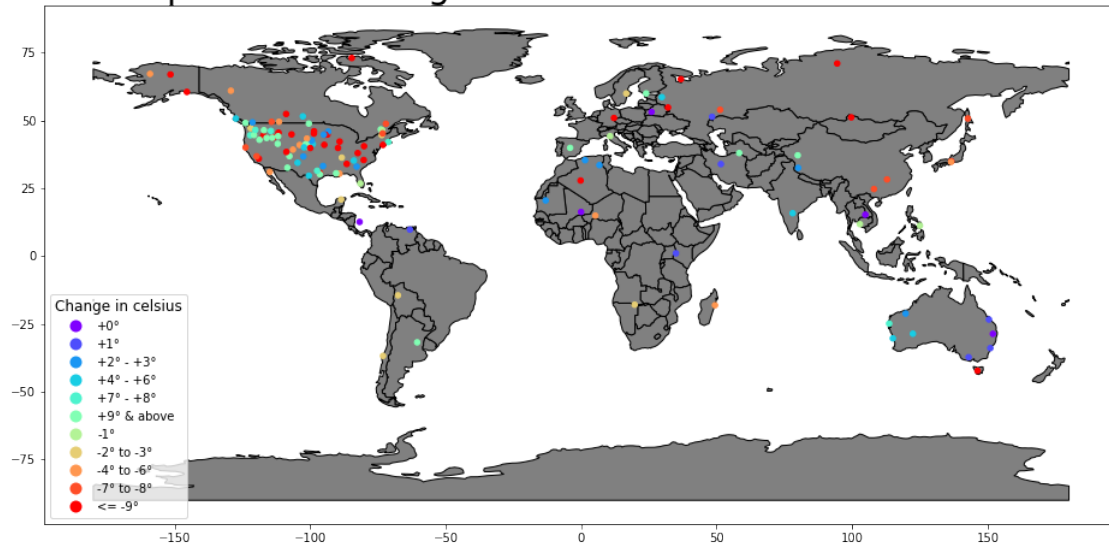 75
50
25
0
−25
−50
−75
Change in celsius
+0°
+1°
+2° - +3°
+4° - +6°
+7° - +8°
+9° & above
-1°
-2° to -3°
-4° to -6°
-7° to -8°
<= -9°
−150 −100 −50 0 50 100 150